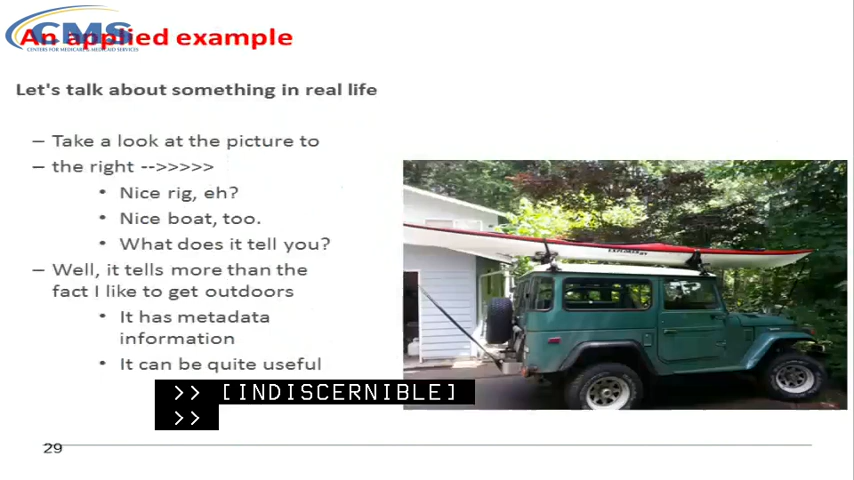 An applied example
CMS
CENTERS FOR MEDICARE & MEDICAID SERVICES
Let's talk about something in real life
– Take a look at the picture to
– the right -->>>>>
• Nice rig, eh?
• Nice boat, too.
• What does it tell you?
– Well, it tells more than the
fact I like to get outdoors
• It has metadata
information
• It can be quite useful
EXPLORER
>> [INDISCERNIBLE]
>>
29